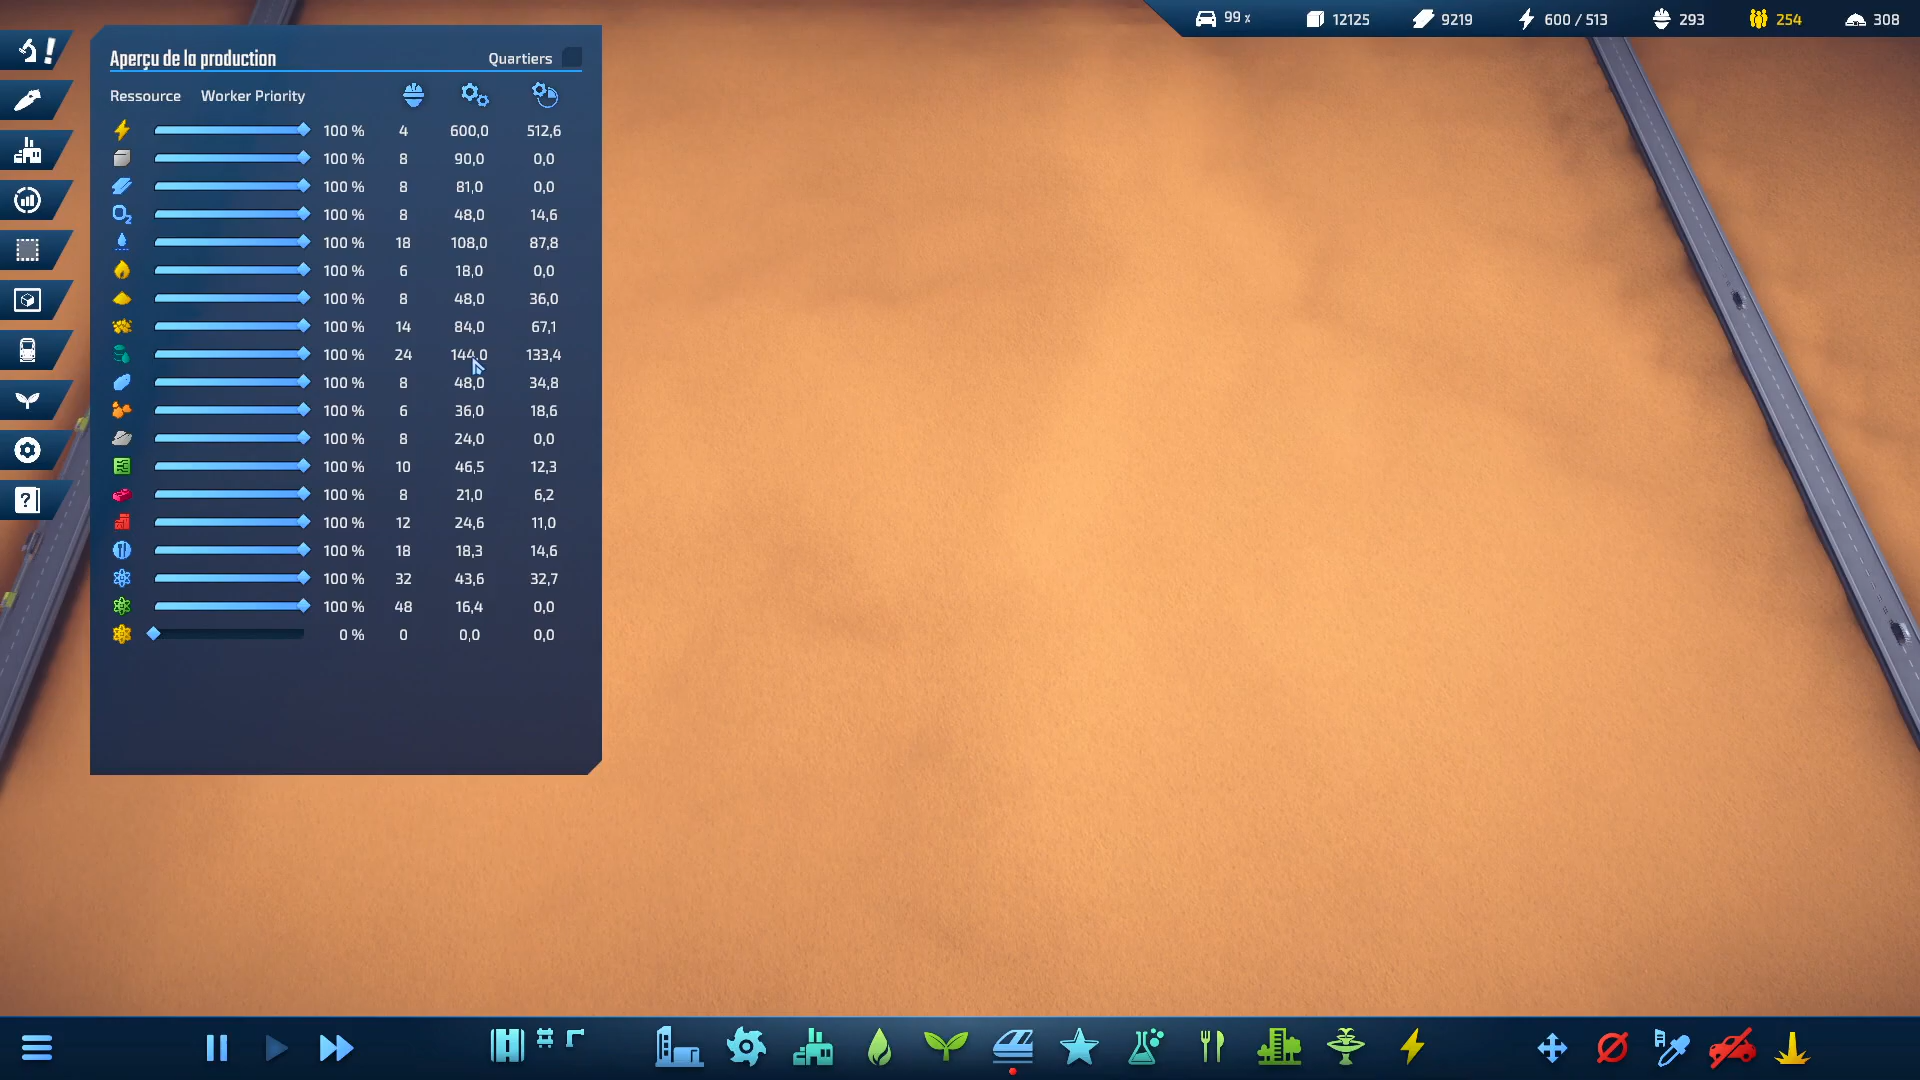 99 %
12125
9219
600 / 513
293
254
308
Aperçu de la production
Quartiers
Ressource Worker Priority
100 % 4 600,0 512,6
100 % 8 90,0 0,0
100 % 8 81,0 0,0
O2 100 % 8 48,0 14,6
100 % 18 108,0 87,8
100 % 6 18,0 0,0
100 % 8 48,0 36,0
100 % 14 84,0 67,1
100 % 24 144,0 133,4
100 % 8 48,0 34,8
100 % 6 36,0 18,6
100 % 8 24,0 0,0
100 % 10 46,5 12,3
100 % 8 21,0 6,2
100 % 12 24,6 11,0
100 % 18 18,3 14,6
100 % 32 43,6 32,7
100 % 48 16,4 0,0
0 % 0 0,0 0,0